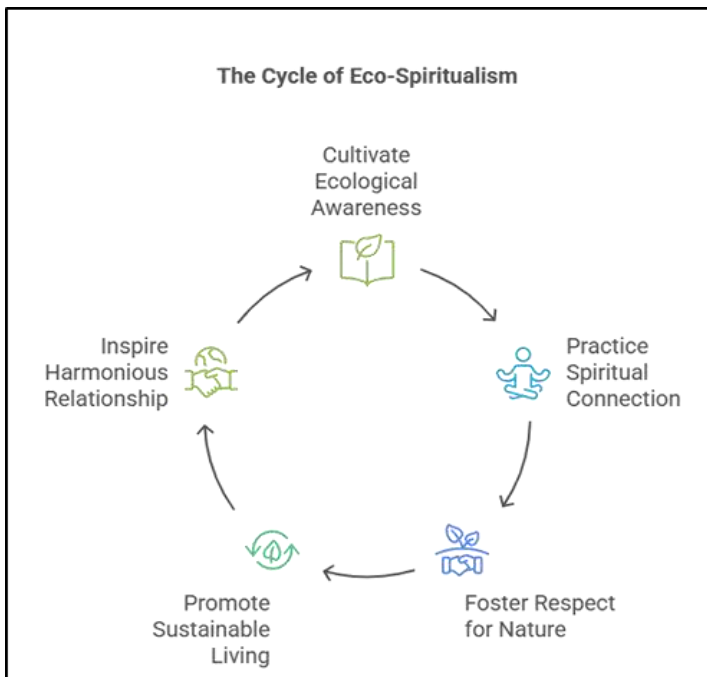 The Cycle of Eco-Spiritualism
Cultivate
Ecological
Awareness
Practice
Spiritual
Connection
Foster Respect
for Nature
Promote
Sustainable
Living
Inspire
Harmonious
Relationship